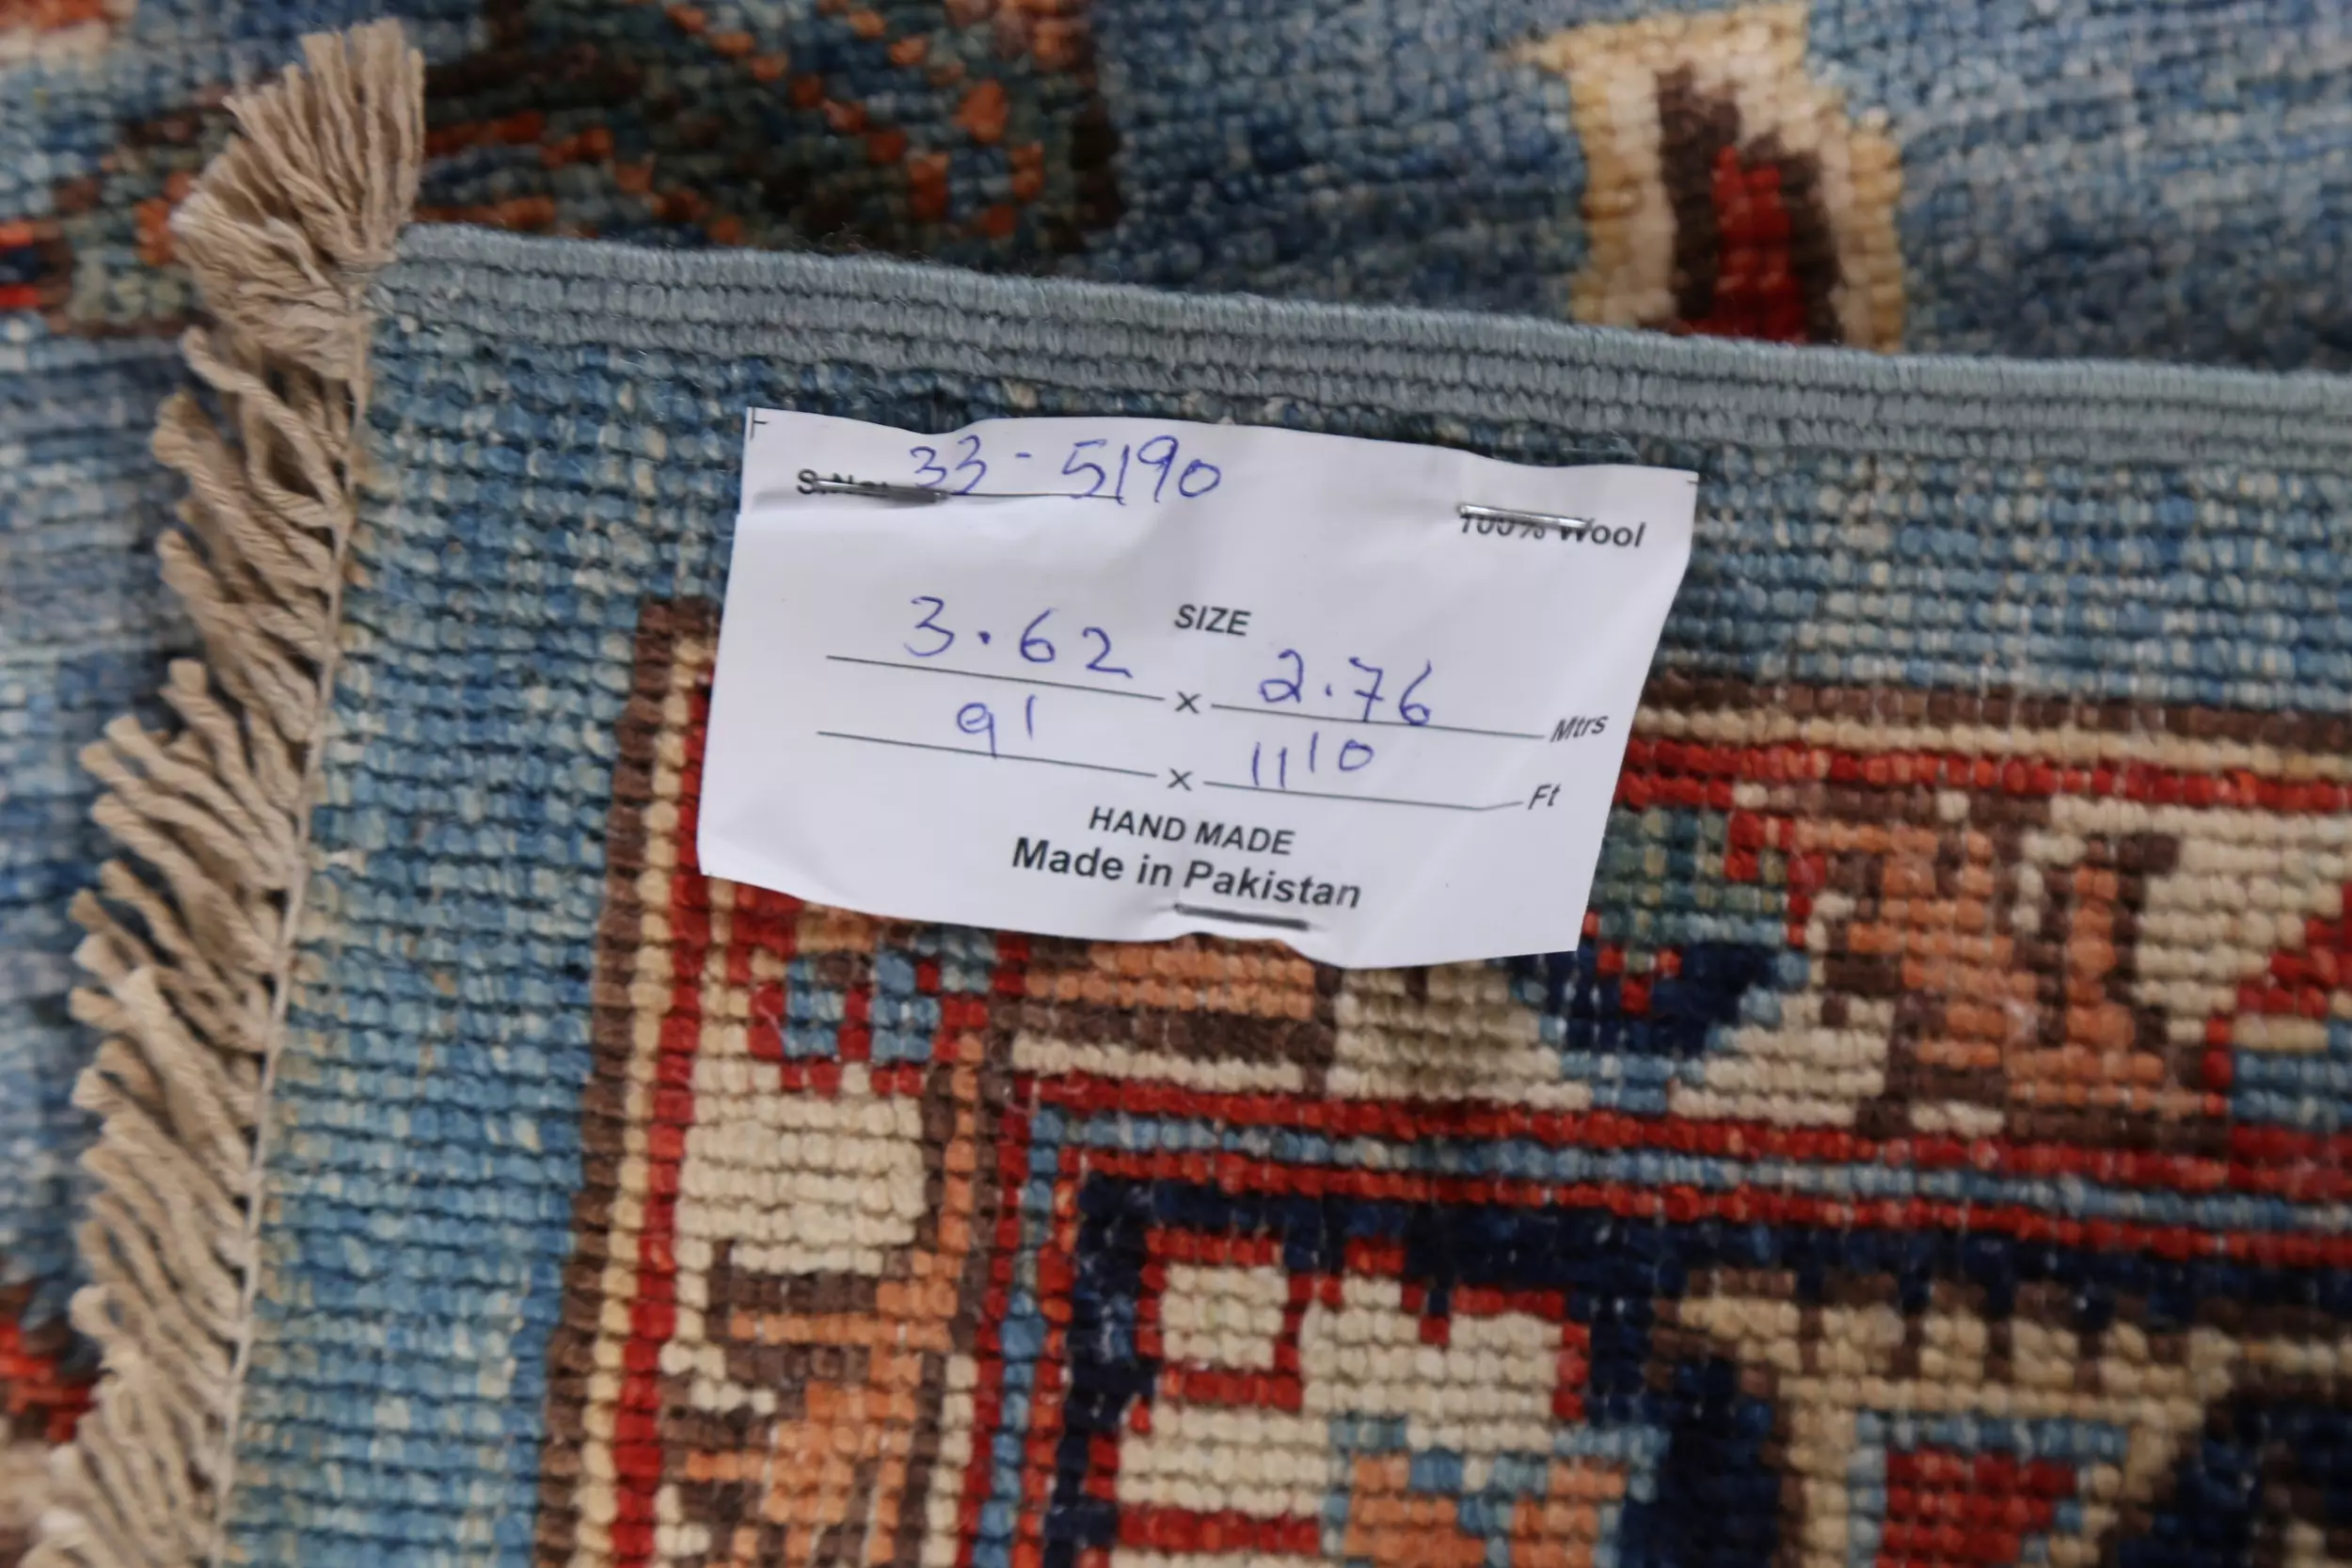 S.No. 33-5190
100% Wool
SIZE
3.62 x 2.76 Mtrs
9' x 11'10 Ft
HAND MADE
Made in Pakistan